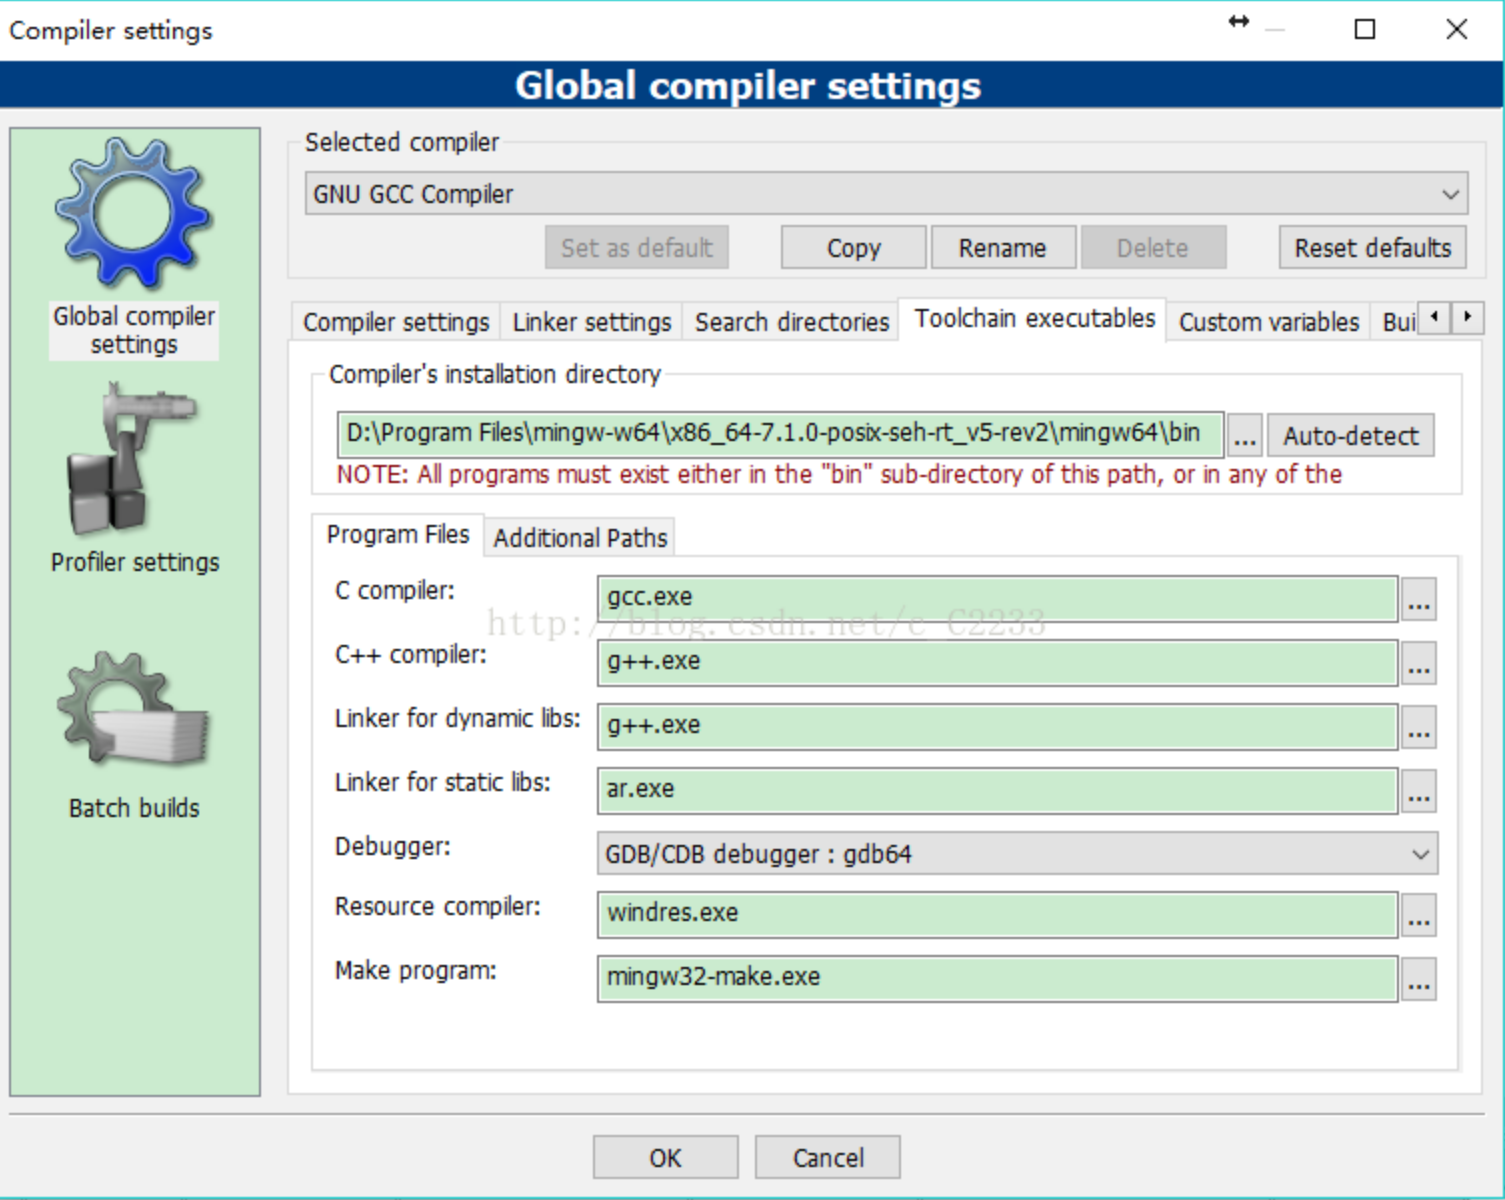 Compiler settings
Global compiler settings
Global compiler
settings
Profiler settings
Batch builds
Selected compiler
GNU GCC Compiler
Set as default
Copy
Rename
Delete
Reset defaults
Compiler settings
Linker settings
Search directories
Toolchain executables
Custom variables
Bui
Compiler's installation directory
D:\Program Files\mingw-w64\x86_64-7.1.0-posix-seh-rt_v5-rev2\mingw64\bin
...
Auto-detect
NOTE: All programs must exist either in the "bin" sub-directory of this path, or in any of the
Program Files
Additional Paths
C compiler:
gcc.exe
...
http://blog.csdn.net/c_C2233
C++ compiler:
g++.exe
...
Linker for dynamic libs:
g++.exe
...
Linker for static libs:
ar.exe
...
Debugger:
GDB/CDB debugger : gdb64
Resource compiler:
windres.exe
...
Make program:
mingw32-make.exe
...
OK
Cancel